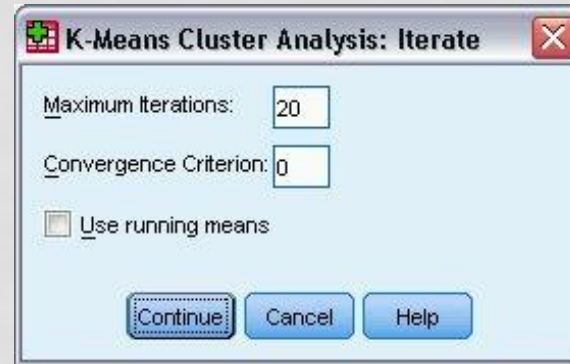 K-Means Cluster Analysis: Iterate
Maximum Iterations: 20
Convergence Criterion: 0
Use running means
Continue Cancel Help